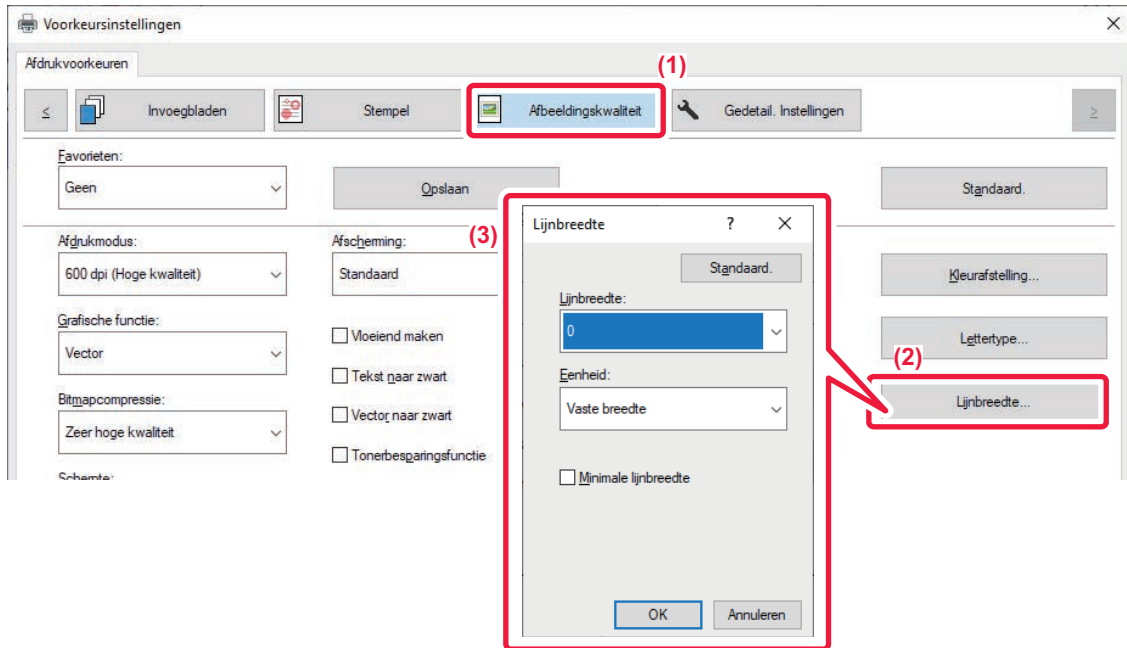 Voorkeursinstellingen
Afdrukvoorkeuren
(1)
≤ Invoegbladen Stempel Afbeeldingskwaliteit Gedetail. Instellingen ≥
Favorieten:
Geen Opslaan Standaard.
Afdrukmodus: Afscherming: (3)
600 dpi (Hoge kwaliteit) Standaard Kleurafstelling...
Grafische functie:
Vector Vloeiend maken Lettertype...
Tekst naar zwart (2)
Bitmapcompressie:
Zeer hoge kwaliteit Vector naar zwart Lijnbreedte...
Tonerbesparingsfunctie
Scherpte:
Lijnbreedte ?
Standaard.
Lijnbreedte:
0
Eenheid:
Vaste breedte
Minimale lijnbreedte
OK Annuleren